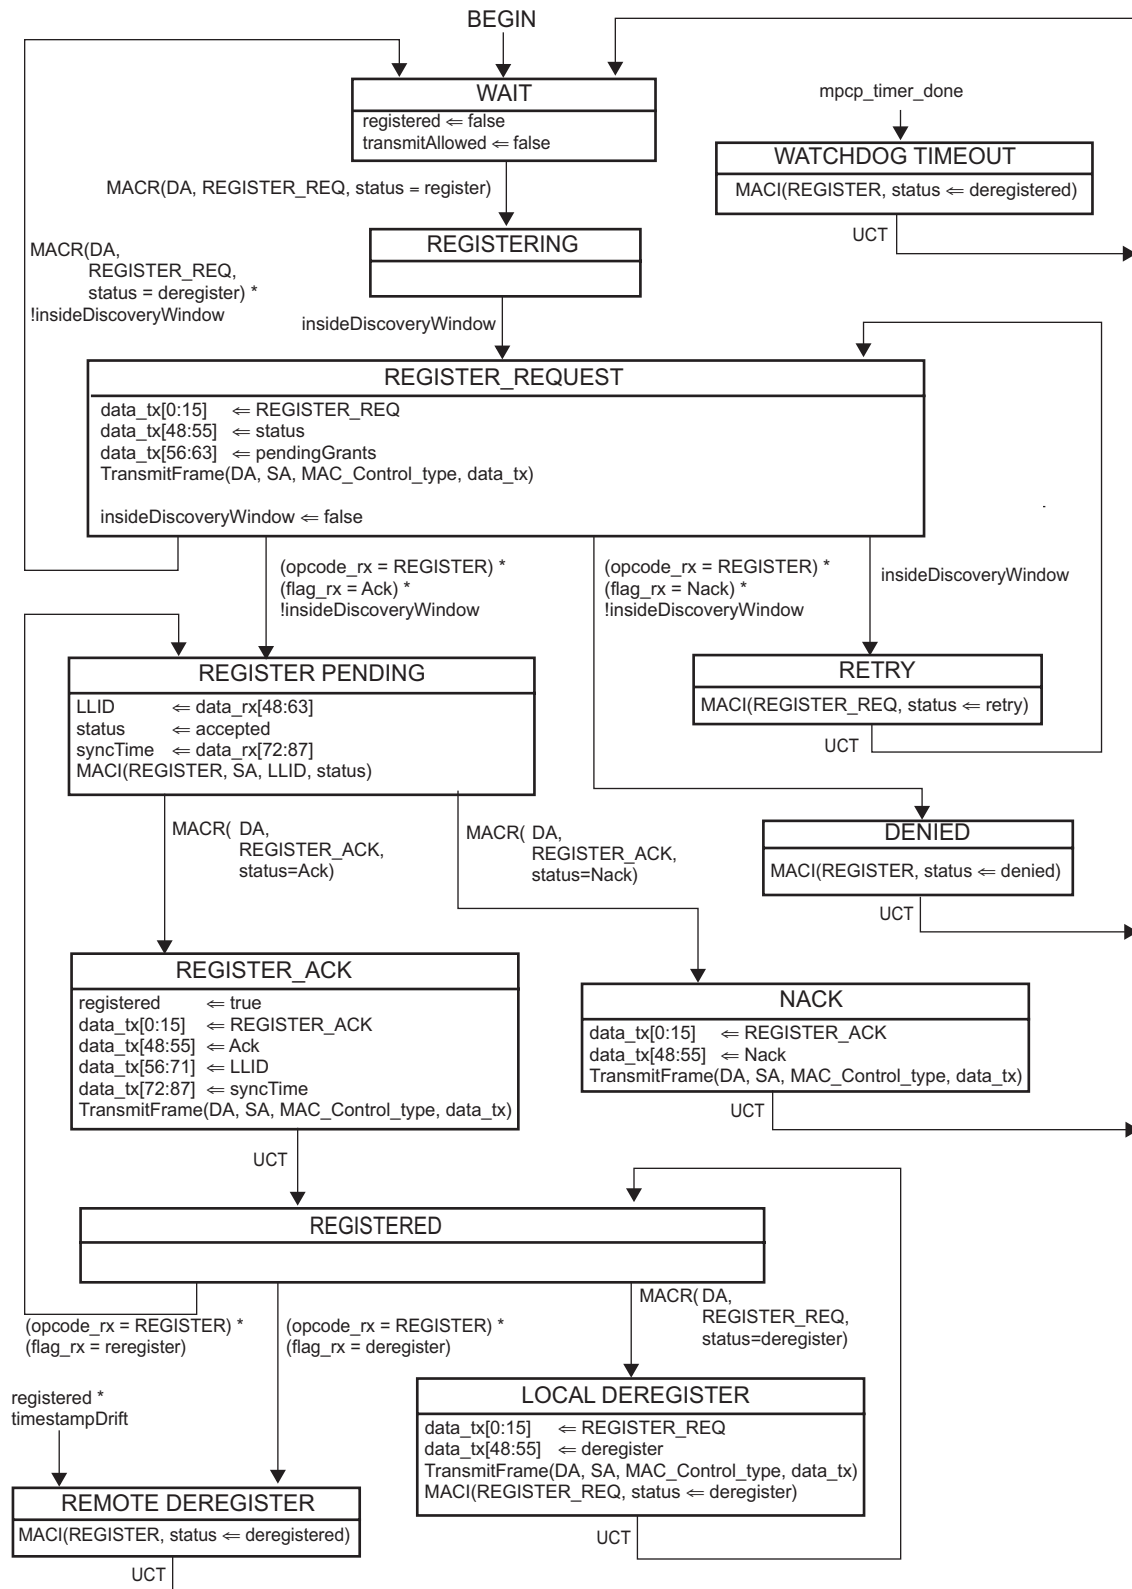 BEGIN
WAIT
registered ⇐ false
transmitAllowed ⇐ false
mpcp_timer_done
WATCHDOG TIMEOUT
MACI(REGISTER, status ⇐ deregistered)
UCT
MACR(DA, REGISTER_REQ, status = register)
REGISTERING
MACR(DA,
REGISTER_REQ,
status = deregister) *
!insideDiscoveryWindow
insideDiscoveryWindow
REGISTER_REQUEST
data_tx[0:15] ⇐ REGISTER_REQ
data_tx[48:55] ⇐ status
data_tx[56:63] ⇐ pendingGrants
TransmitFrame(DA, SA, MAC_Control_type, data_tx)
insideDiscoveryWindow ⇐ false
(opcode_rx = REGISTER) *
(flag_rx = Ack) *
!insideDiscoveryWindow
(opcode_rx = REGISTER) *
(flag_rx = Nack) *
!insideDiscoveryWindow
insideDiscoveryWindow
REGISTER PENDING
LLID ⇐ data_rx[48:63]
status ⇐ accepted
syncTime ⇐ data_rx[72:87]
MACI(REGISTER, SA, LLID, status)
RETRY
MACI(REGISTER_REQ, status ⇐ retry)
UCT
MACR( DA,
REGISTER_ACK,
status=Ack)
MACR( DA,
REGISTER_ACK,
status=Nack)
DENIED
MACI(REGISTER, status ⇐ denied)
UCT
REGISTER_ACK
registered ⇐ true
data_tx[0:15] ⇐ REGISTER_ACK
data_tx[48:55] ⇐ Ack
data_tx[56:71] ⇐ LLID
data_tx[72:87] ⇐ syncTime
TransmitFrame(DA, SA, MAC_Control_type, data_tx)
UCT
NACK
data_tx[0:15] ⇐ REGISTER_ACK
data_tx[48:55] ⇐ Nack
TransmitFrame(DA, SA, MAC_Control_type, data_tx)
UCT
REGISTERED
(opcode_rx = REGISTER) *
(flag_rx = reregister)
(opcode_rx = REGISTER) *
(flag_rx = deregister)
MACR( DA,
REGISTER_REQ,
status=deregister)
registered *
timestampDrift
LOCAL DEREGISTER
data_tx[0:15] ⇐ REGISTER_REQ
data_tx[48:55] ⇐ deregister
TransmitFrame(DA, SA, MAC_Control_type, data_tx)
MACI(REGISTER_REQ, status ⇐ deregister)
UCT
REMOTE DEREGISTER
MACI(REGISTER, status ⇐ deregistered)
UCT